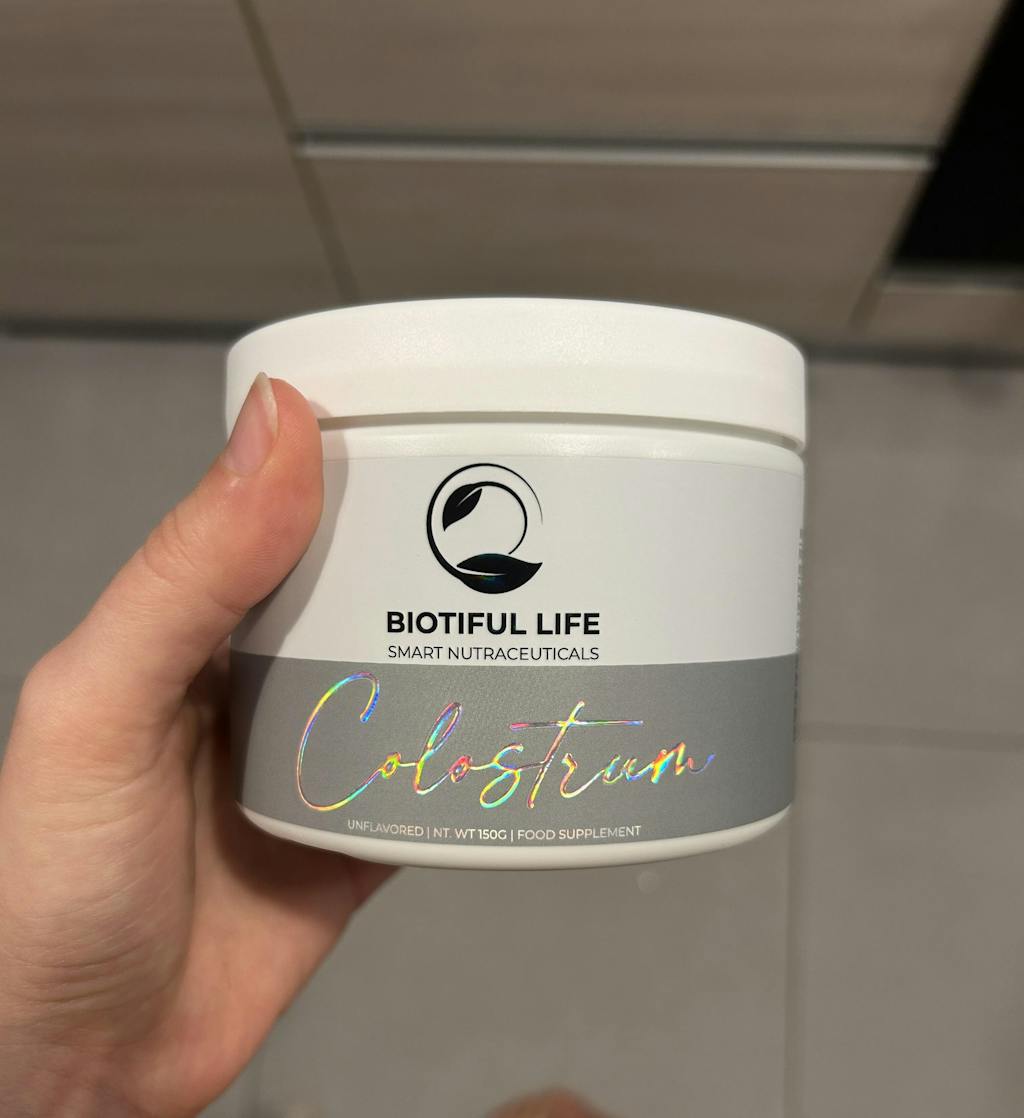 BIOTIFUL LIFE
SMART NUTRACEUTICALS
Colostrum
UNFLAVORED | NT. WT 150G | FOOD SUPPLEMENT